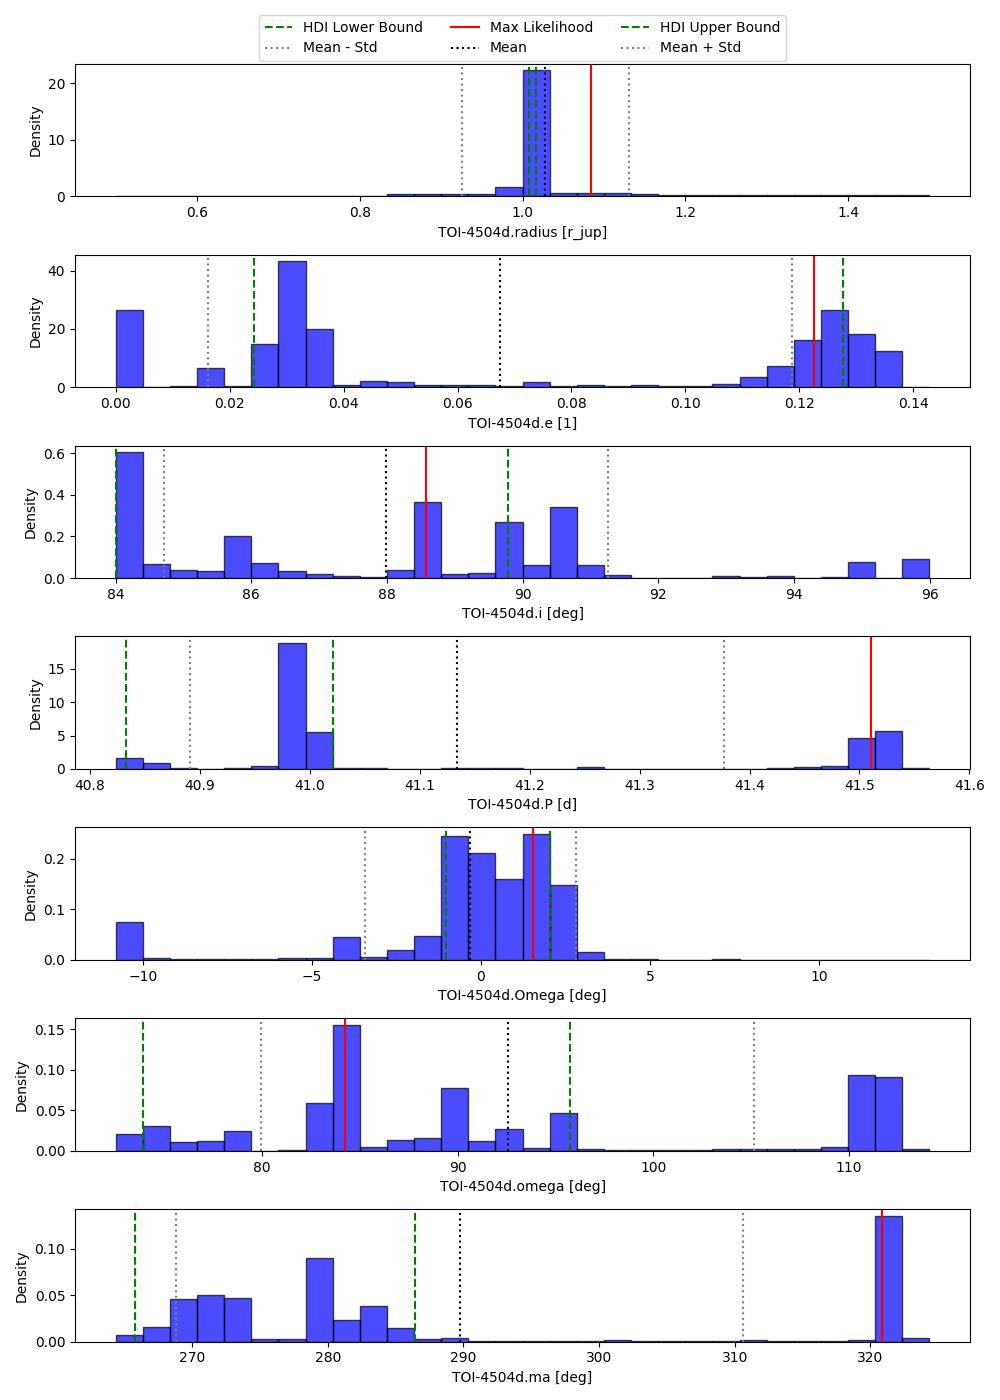 HDI Lower Bound Max Likelihood HDI Upper Bound
Mean - Std Mean Mean + Std
20
10
0
Density
0.6 0.8 1.0 1.2 1.4
TOI-4504d.radius [r_jup]
40
20
0
Density
0.00 0.02 0.04 0.06 0.08 0.10 0.12 0.14
TOI-4504d.e [1]
0.6
0.4
0.2
0.0
Density
84 86 88 90 92 94 96
TOI-4504d.i [deg]
15
10
5
0
Density
40.8 40.9 41.0 41.1 41.2 41.3 41.4 41.5 41.6
TOI-4504d.P [d]
0.2
0.1
0.0
Density
−10 −5 0 5 10
TOI-4504d.Omega [deg]
0.15
0.10
0.05
0.00
Density
80 90 100 110
TOI-4504d.omega [deg]
0.10
0.05
0.00
Density
270 280 290 300 310 320
TOI-4504d.ma [deg]